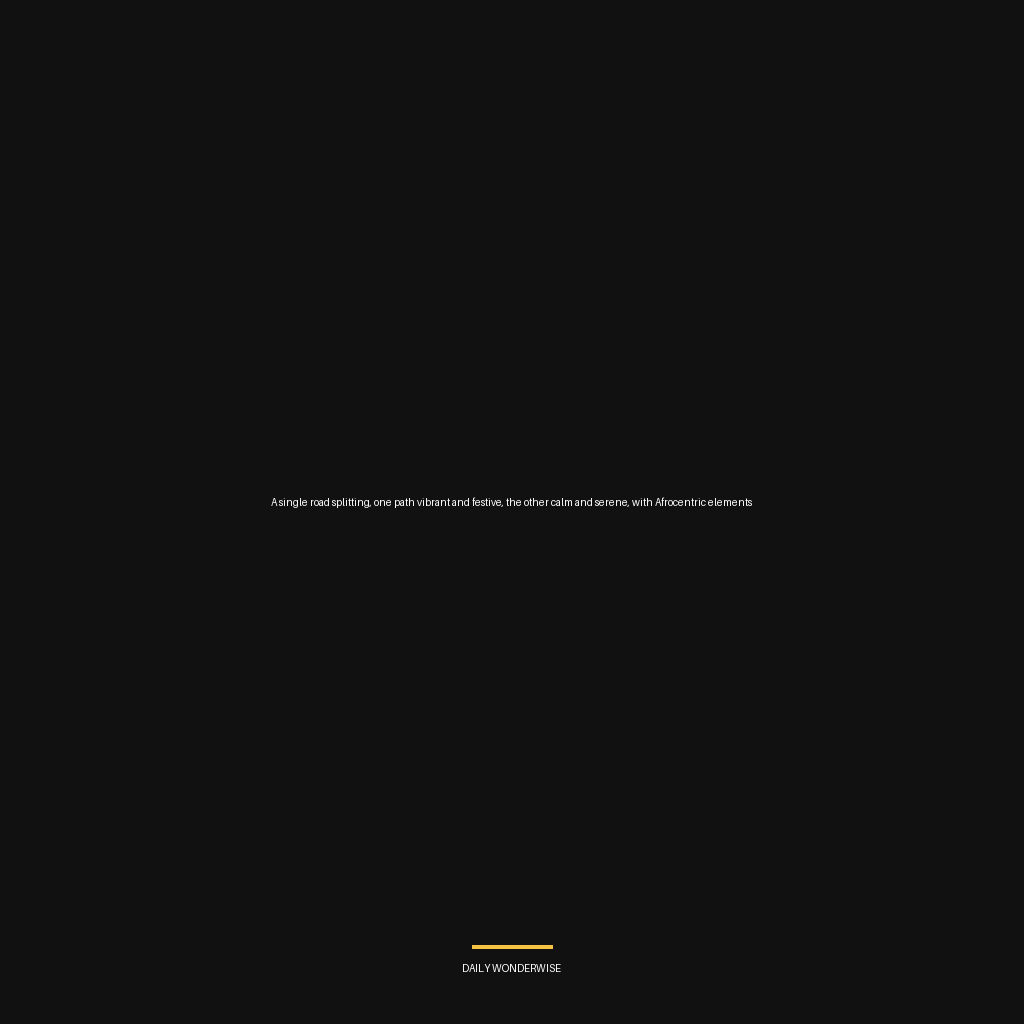 A single road splitting, one path vibrant and festive, the other calm and serene, with Afrocentric elements
DAILY WONDERWISE